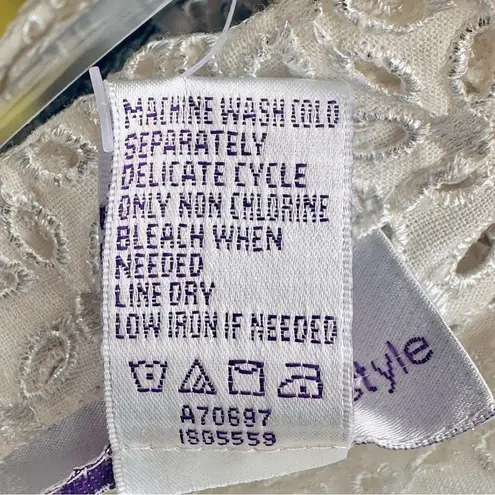 MACHINE WASH COLD
SEPARATELY
DELICATE CYCLE
ONLY NON CHLORINE
BLEACH WHEN
NEEDED
LINE DRY
LOW IRON IF NEEDED
A70697
ISG5559
style